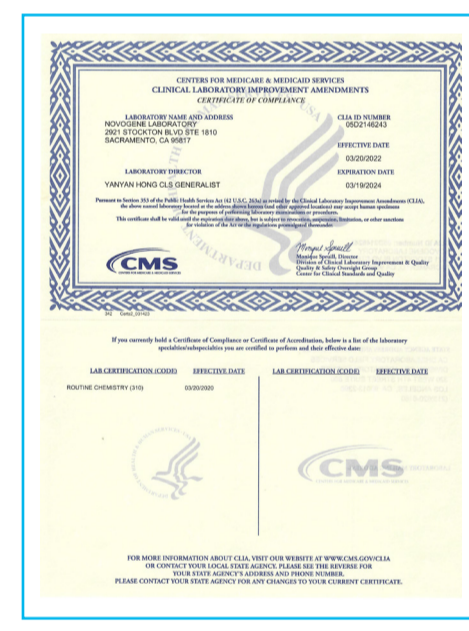 CENTERS FOR MEDICARE & MEDICAID SERVICES
CLINICAL LABORATORY IMPROVEMENT AMENDMENTS
CERTIFICATE OF COMPLIANCE
LABORATORY NAME AND ADDRESS
NOVOGENE LABORATORY
2921 STOCKTON BLVD STE 1810
SACRAMENTO, CA 95817
CLIA ID NUMBER
05D2146243
EFFECTIVE DATE
03/20/2022
LABORATORY DIRECTOR
YANYAN HONG CLS GENERALIST
EXPIRATION DATE
03/19/2024
Pursuant to Section 353 of the Public Health Services Act (42 U.S.C. 263a) as revised by the Clinical Laboratory Improvement Amendments (CLIA),
the above named laboratory located at the address shown hereon (and other approved locations) may accept human specimens
for the purposes of performing laboratory examinations or procedures.
This certificate shall be valid until the expiration date above, but is subject to revocation, suspension, limitation, or other sanctions
for violation of the Act or the regulations promulgated thereunder.
CMS
CENTERS FOR MEDICARE & MEDICAID SERVICES
Monique Spruill, Director
Division of Clinical Laboratory Improvement & Quality
Quality & Safety Oversight Group
Center for Clinical Standards and Quality
If you currently hold a Certificate of Compliance or Certificate of Accreditation, below is a list of the laboratory
specialties/subspecialties you are certified to perform and their effective date:
LAB CERTIFICATION (CODE) EFFECTIVE DATE
ROUTINE CHEMISTRY (310) 03/20/2020
LAB CERTIFICATION (CODE) EFFECTIVE DATE
CMS
FOR MORE INFORMATION ABOUT CLIA, VISIT OUR WEBSITE AT WWW.CMS.GOV/CLIA
OR CONTACT YOUR LOCAL STATE AGENCY. PLEASE SEE THE REVERSE FOR
YOUR STATE AGENCY'S ADDRESS AND PHONE NUMBER.
PLEASE CONTACT YOUR STATE AGENCY FOR ANY CHANGES TO YOUR CURRENT CERTIFICATE.